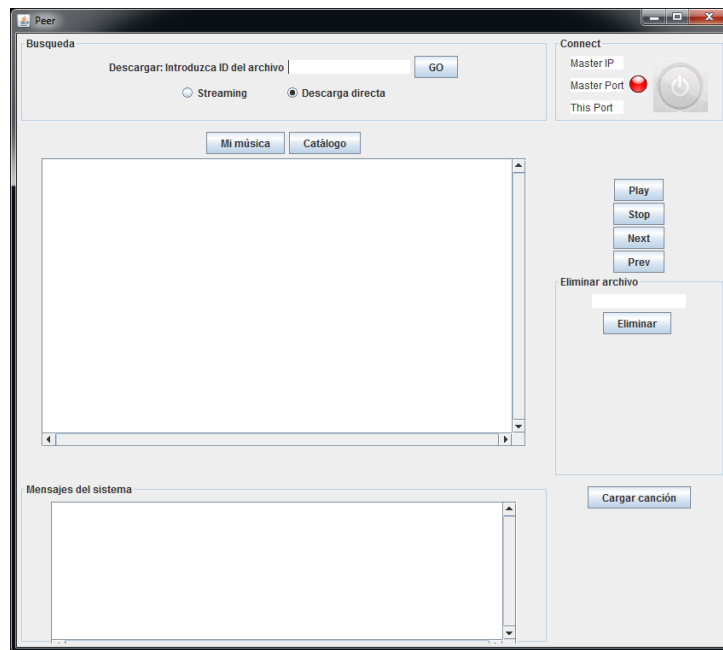 Peer
Busqueda
Descargar: Introduzca ID del archivo
GO
Streaming
Descarga directa
Connect
Master IP
Master Port
This Port
Mi música
Catálogo
Play
Stop
Next
Prev
Eliminar archivo
Eliminar
Mensajes del sistema
Cargar canción